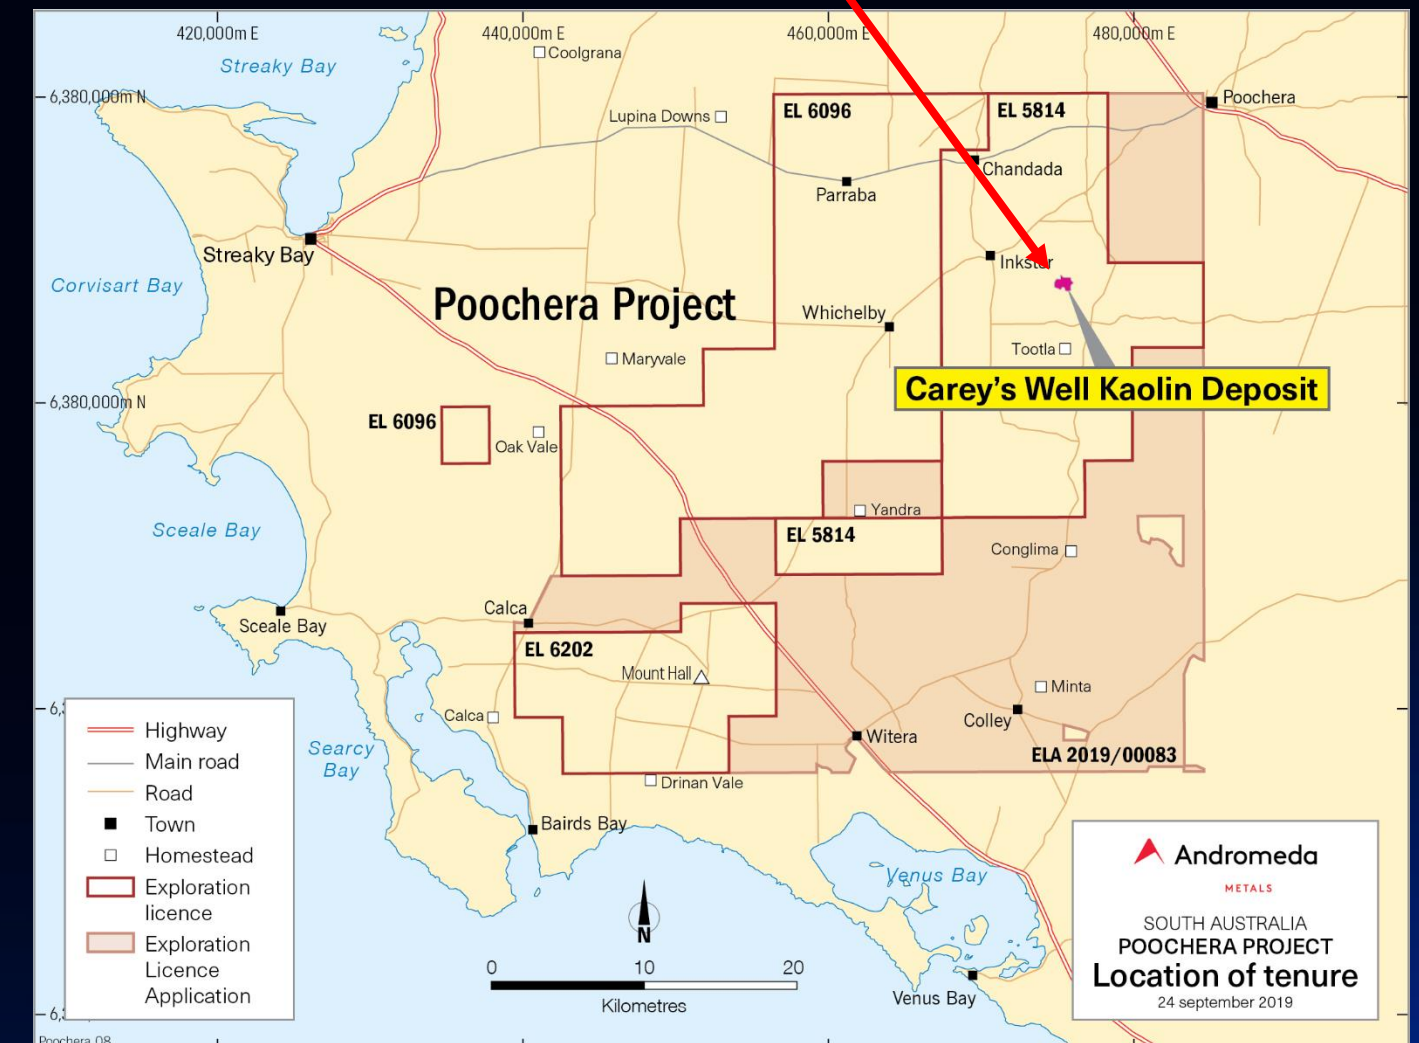 420,000m E
440,000m E
460,000m E
480,000m E
Coolgrana
Streaky Bay
6,380,000m N
Poochera
EL 6096
EL 5814
Lupina Downs
Chandada
Parraba
Streaky Bay
Inkster
Corvisart Bay
Poochera Project
Whichelby
Tootla
Maryvale
Carey's Well Kaolin Deposit
6,380,000m N
EL 6096
Oak Vale
Yandra
Sceale Bay
EL 5814
Conglima
Calca
Sceale Bay
EL 6202
Mount Hall
Minta
Calca
Colley
Witera
ELA 2019/00083
Searcy
Bay
Drinan Vale
Bairds Bay
Venus Bay
Venus Bay
Highway
Main road
Road
Town
Homestead
Exploration
licence
Exploration
Licence
Application
N
0 10 20
Kilometres
Andromeda
METALS
SOUTH AUSTRALIA
POOCHERA PROJECT
Location of tenure
24 september 2019